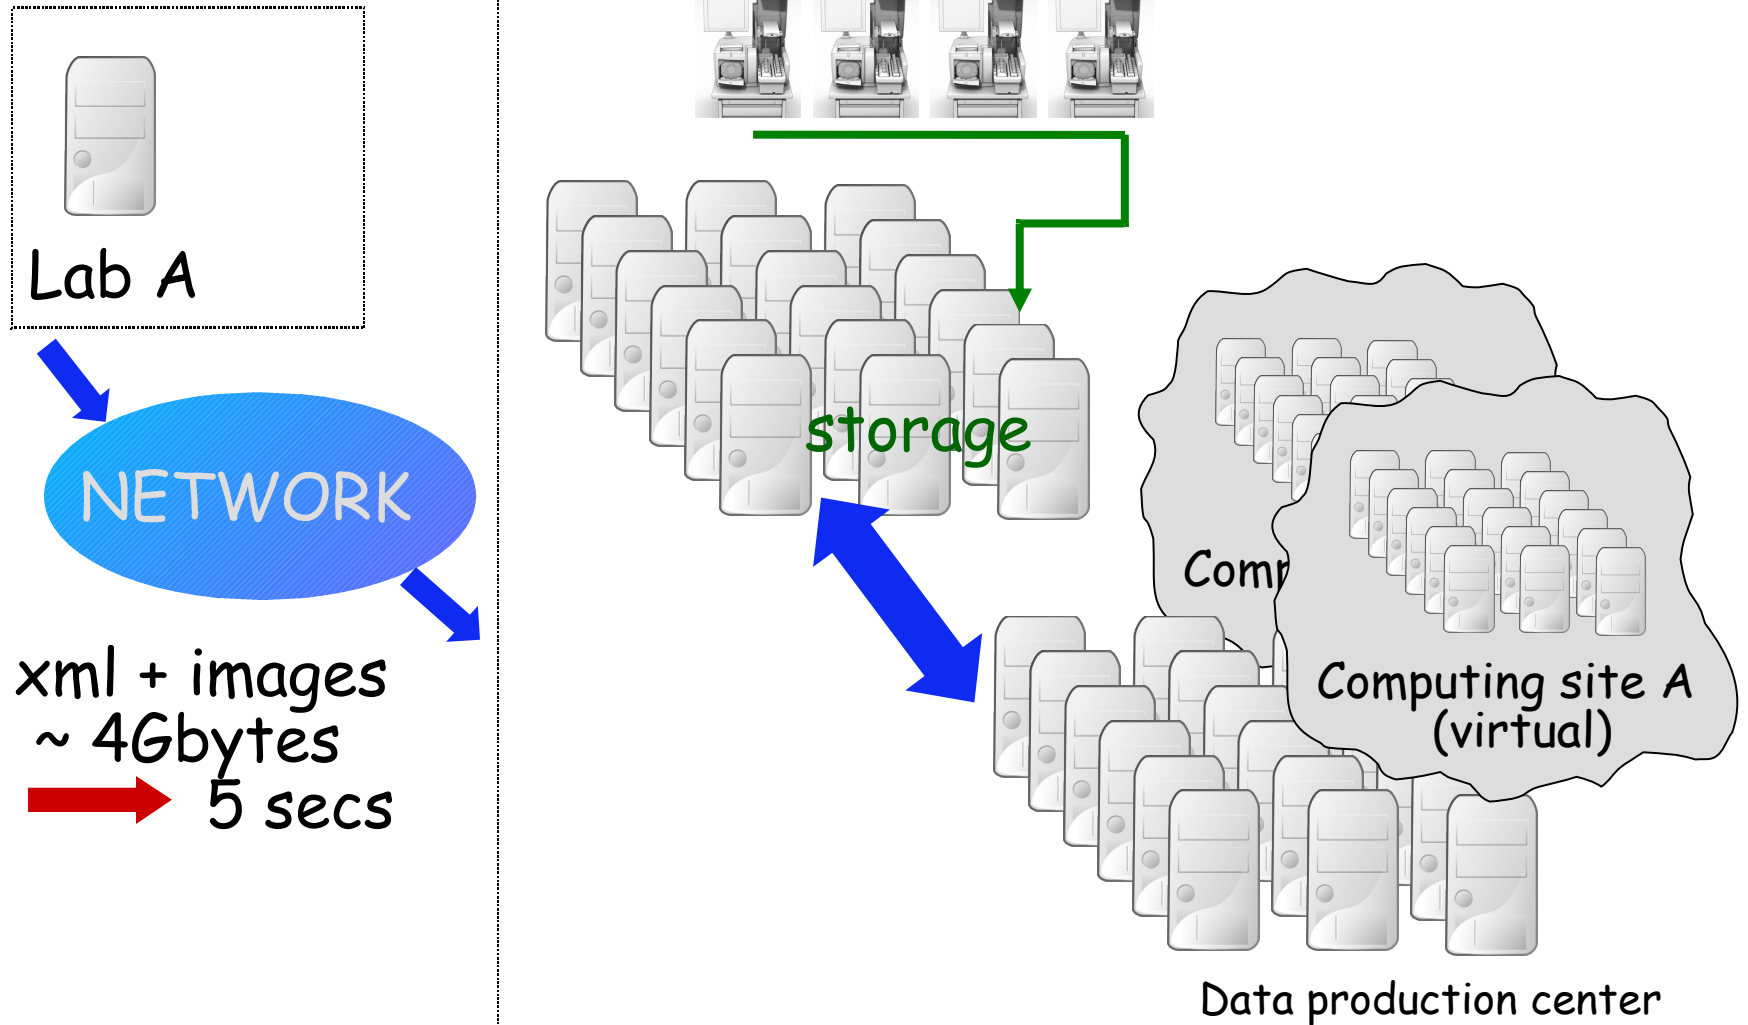 Lab A
NETWORK
xml + images
~ 4Gbytes
5 secs
storage
Computing site A
(virtual)
Data production center